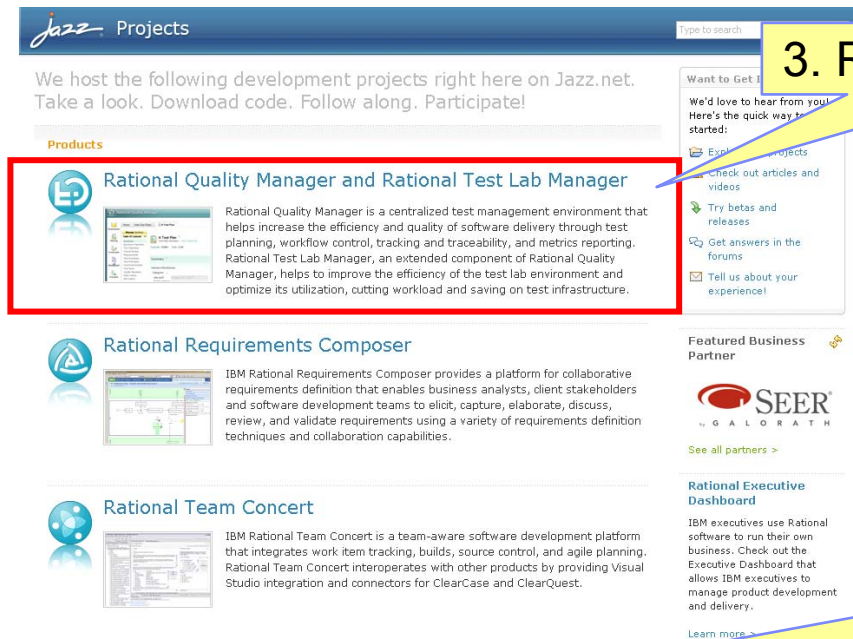 jazz Projects
Type to search
3. R
We host the following development projects right here on Jazz.net.
Take a look. Download code. Follow along. Participate!
Products
Rational Quality Manager and Rational Test Lab Manager
Rational Quality Manager is a centralized test management environment that
helps increase the efficiency and quality of software delivery through test
planning, workflow control, tracking and traceability, and metrics reporting.
Rational Test Lab Manager, an extended component of Rational Quality
Manager, helps to improve the efficiency of the test lab environment and
optimize its utilization, cutting workload and saving on test infrastructure.
Rational Requirements Composer
IBM Rational Requirements Composer provides a platform for collaborative
requirements definition that enables business analysts, client stakeholders
and software development teams to elicit, capture, elaborate, discuss,
review, and validate requirements using a variety of requirements definition
techniques and collaboration capabilities.
Rational Team Concert
IBM Rational Team Concert is a team-aware software development platform
that integrates work item tracking, builds, source control, and agile planning.
Rational Team Concert interoperates with other products by providing Visual
Studio integration and connectors for ClearCase and ClearQuest.
Want to Get
We'd love to hear from you!
Here's the quick way
started:
projects
Check out articles and
videos
Try betas and
releases
Get answers in the
forums
Tell us about your
experience!
Featured Business
Partner
SEER
by GALORATH
See all partners >
Rational Executive
Dashboard
IBM executives use Rational
software to run their own
business. Check out the
Executive Dashboard that
allows IBM executives to
manage product development
and delivery.
Learn more >